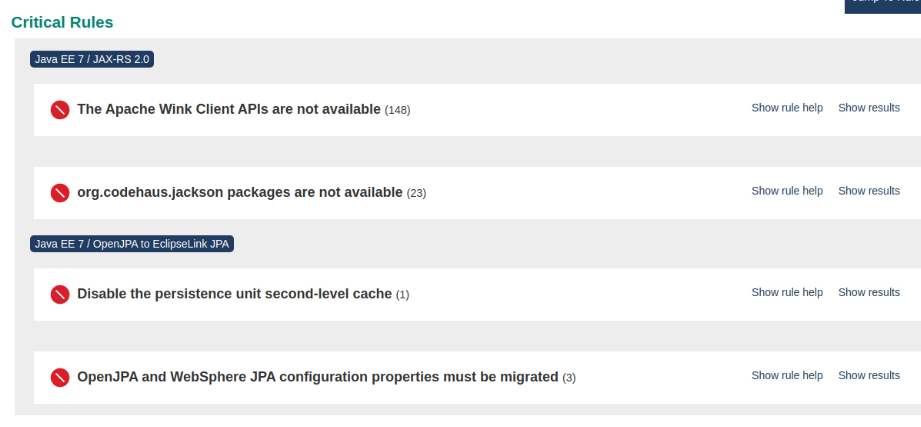 Critical Rules
Java EE 7 / JAX-RS 2.0
The Apache Wink Client APIs are not available (148) Show rule help Show results
org.codehaus.jackson packages are not available (23) Show rule help Show results
Java EE 7 / OpenJPA to EclipseLink JPA
Disable the persistence unit second-level cache (1) Show rule help Show results
OpenJPA and WebSphere JPA configuration properties must be migrated (3) Show rule help Show results